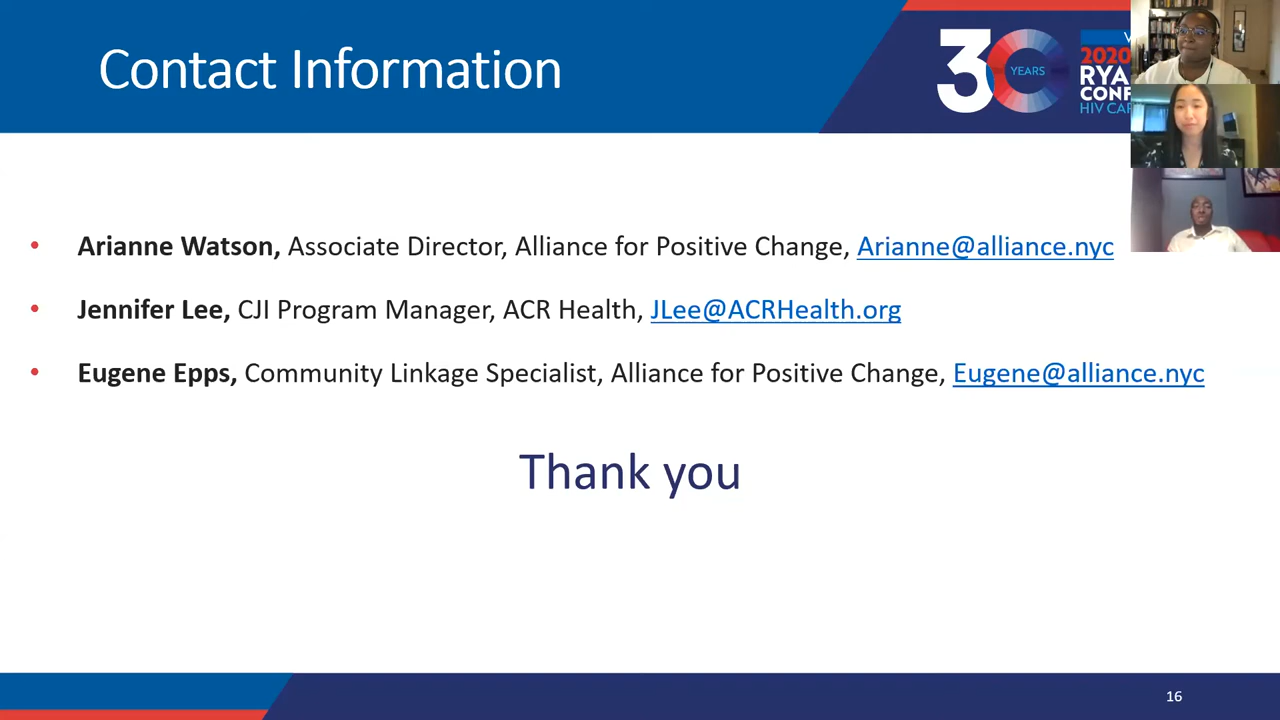 Contact Information
30 YEARS
2020
RYA
CONF
HIV CAR
• Arianne Watson, Associate Director, Alliance for Positive Change, Arianne@alliance.nyc
• Jennifer Lee, CJI Program Manager, ACR Health, JLee@ACRHealth.org
• Eugene Epps, Community Linkage Specialist, Alliance for Positive Change, Eugene@alliance.nyc
Thank you
16